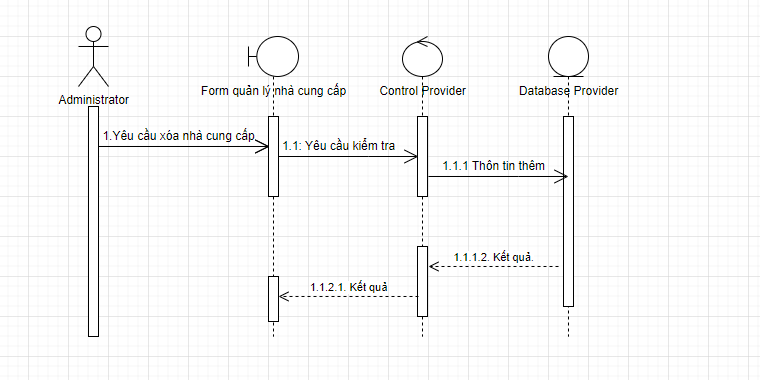 Administrator
Form quản lý nhà cung cấp
Control Provider
Database Provider
1.Yêu cầu xóa nhà cung cấp
1.1: Yêu cầu kiểm tra
1.1.1 Thôn tin thêm
1.1.1.2. Kết quả.
1.1.2.1. Kết quả